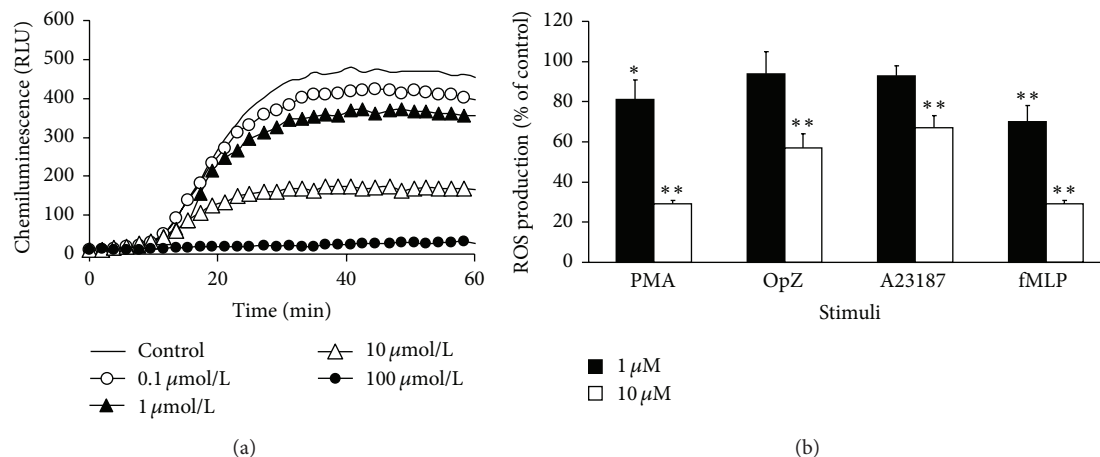 600
500
400
300
200
100
0
Chemiluminescence (RLU)
0 20 40 60
Time (min)
Control
0.1 μmol/L
1 μmol/L
10 μmol/L
100 μmol/L
(a)
120
100
80
60
40
20
0
ROS production (% of control)
*
**
**
**
**
**
PMA OpZ A23187 fMLP
Stimuli
1 μM
10 μM
(b)